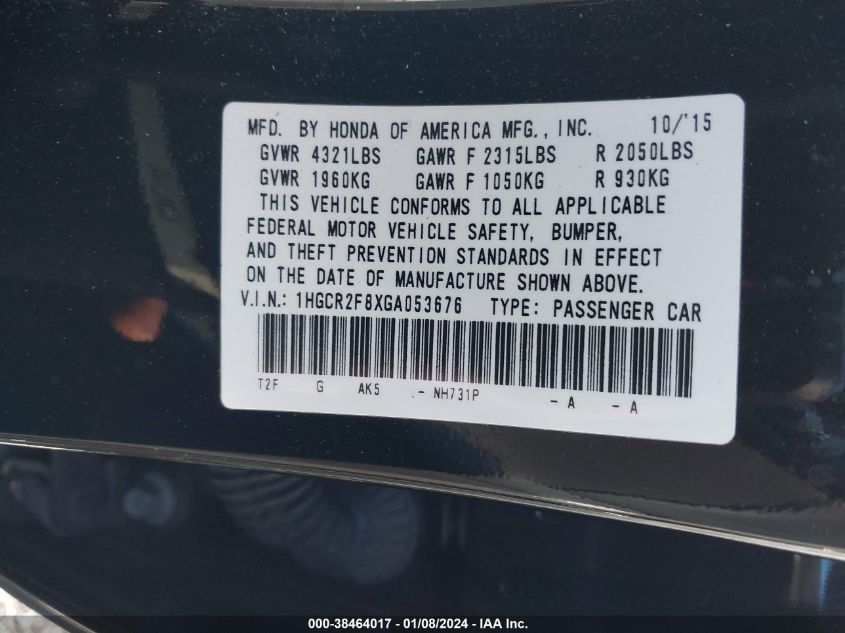 MFD. BY HONDA OF AMERICA MFG., INC. 10/'15
GVWR 4321LBS GAWR F 2315LBS R 2050LBS
GVWR 1960KG GAWR F 1050KG R 930KG
THIS VEHICLE CONFORMS TO ALL APPLICABLE
FEDERAL MOTOR VEHICLE SAFETY, BUMPER,
AND THEFT PREVENTION STANDARDS IN EFFECT
ON THE DATE OF MANUFACTURE SHOWN ABOVE.
V.I.N.: 1HGCR2F8XGA053676 TYPE: PASSENGER CAR
T2F G AK5 .- NH731P - A - A
000-38464017 - 01/08/2024 - IAA Inc.